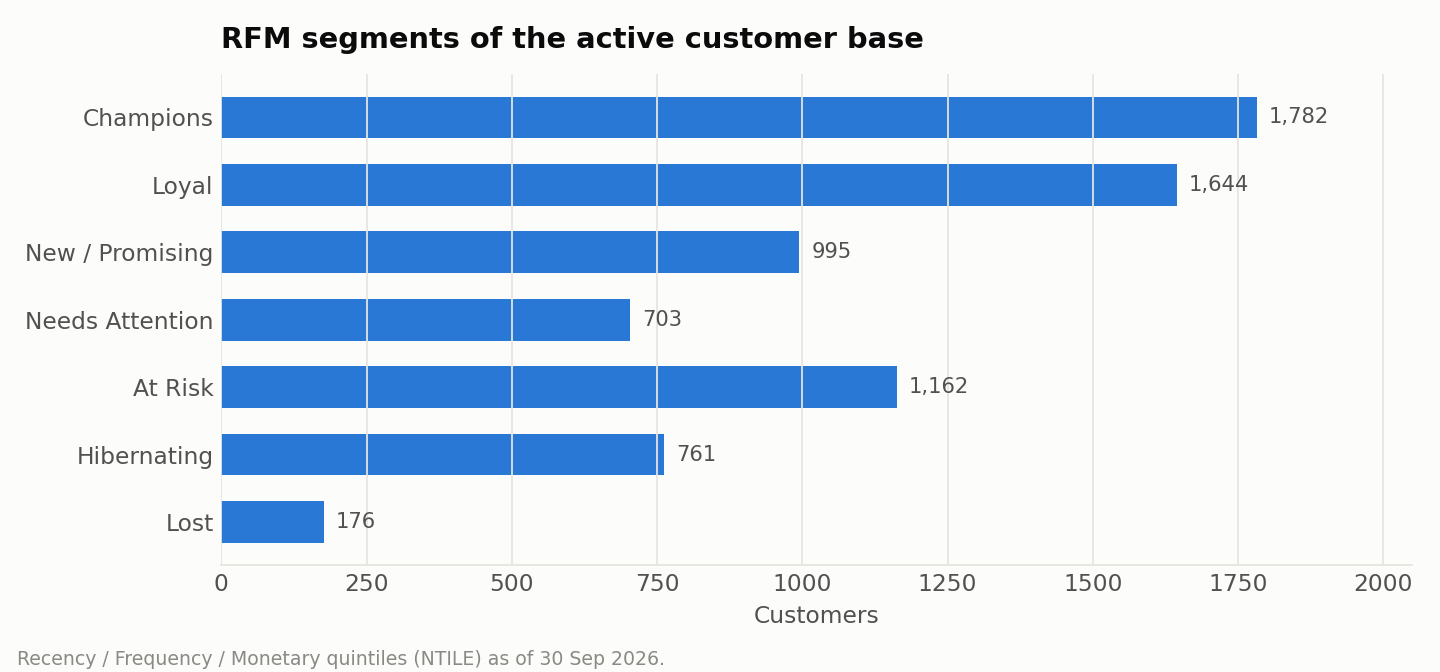 RFM segments of the active customer base
Champions 1,782
Loyal 1,644
New / Promising 995
Needs Attention 703
At Risk 1,162
Hibernating 761
Lost 176
0 250 500 750 1000 1250 1500 1750 2000
Customers
Recency / Frequency / Monetary quintiles (NTILE) as of 30 Sep 2026.